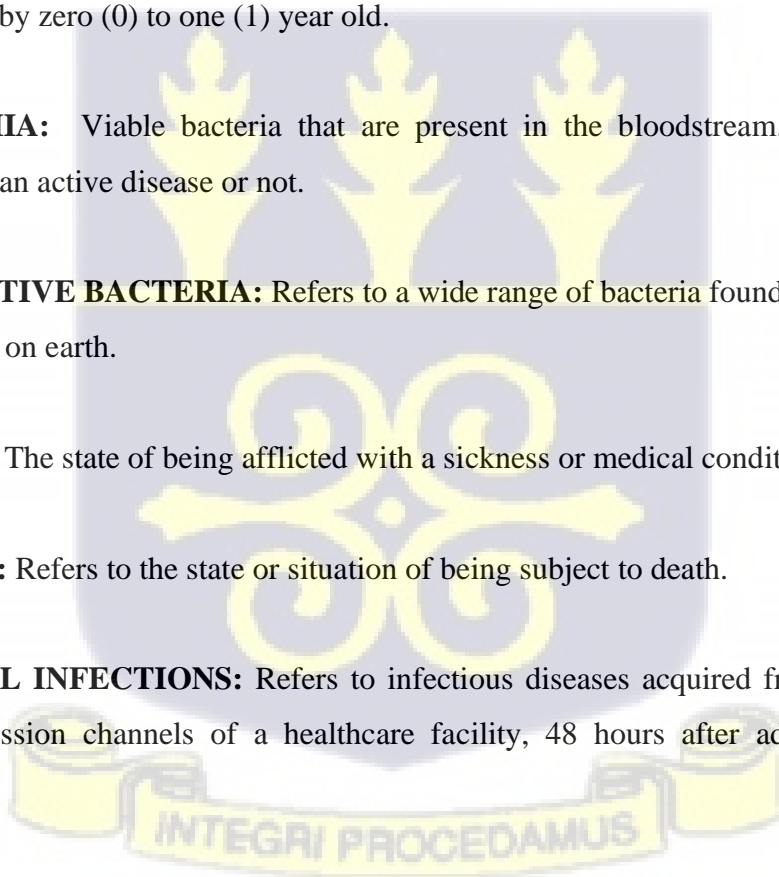 by zero (0) to one (1) year old.
MIA: Viable bacteria that are present in the bloodstream.
an active disease or not.
TIVE BACTERIA: Refers to a wide range of bacteria found
on earth.
The state of being afflicted with a sickness or medical condit
: Refers to the state or situation of being subject to death.
L INFECTIONS: Refers to infectious diseases acquired fr
ssion channels of a healthcare facility, 48 hours after ad
INTEGRI PROCEDAMUS